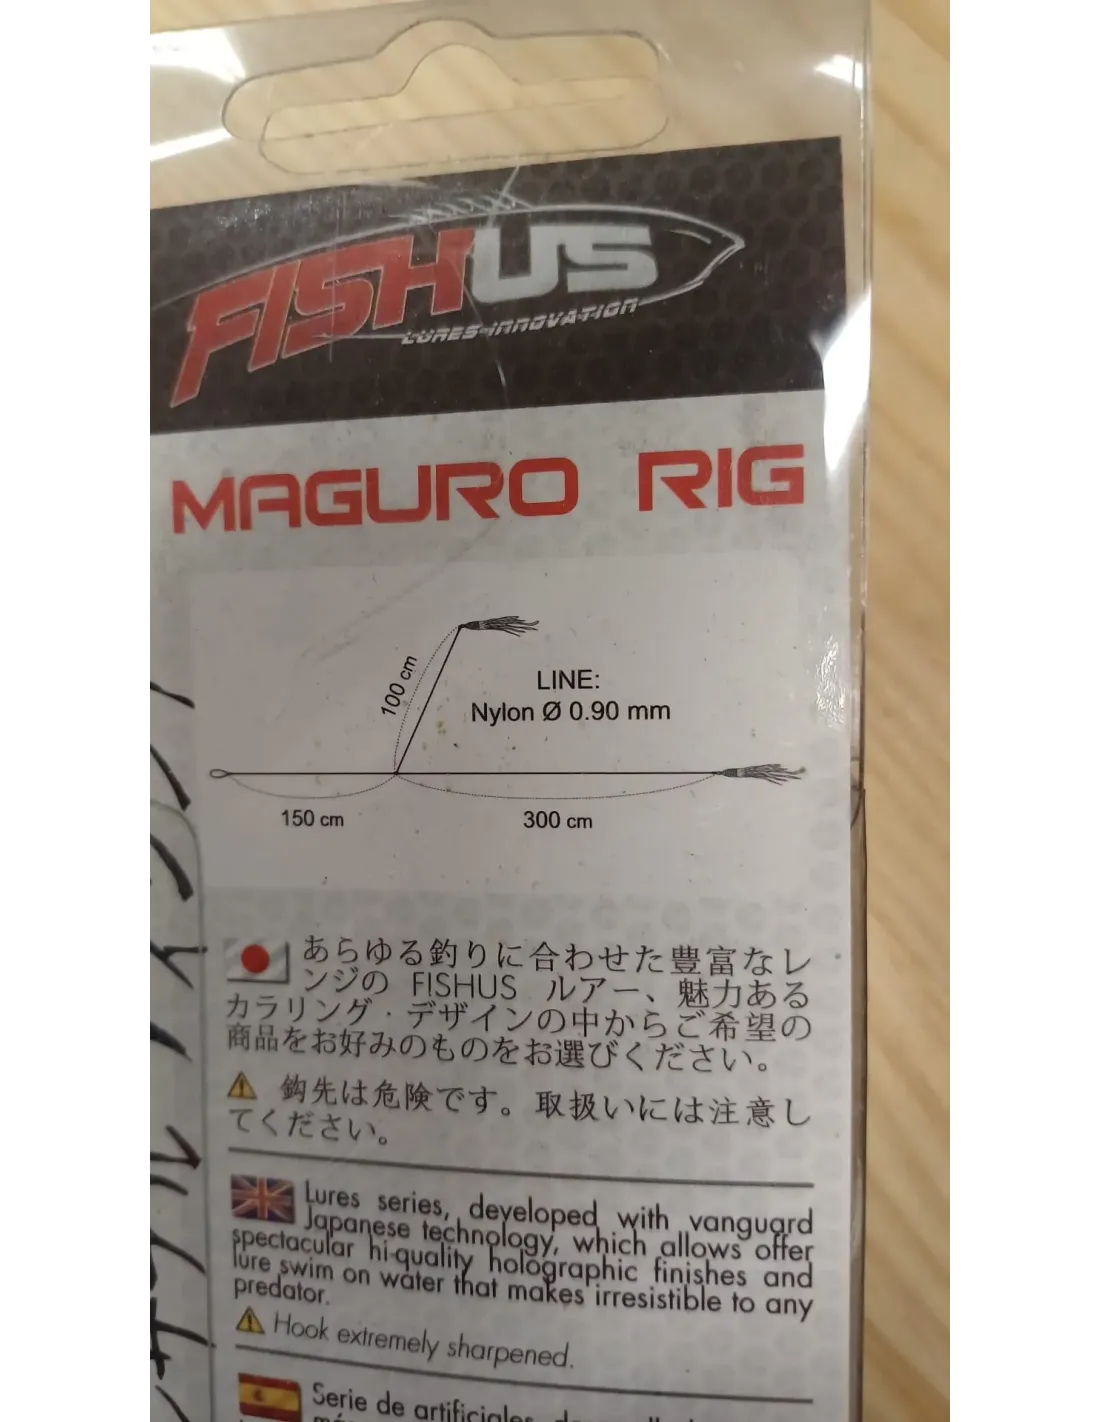 FISHUS
LURES-INNOVATION
MAGURO RIG
100 cm
LINE:
Nylon Ø 0.90 mm
150 cm
300 cm
あらゆる釣りに合わせた豊富なレ
ンジの FISHUS ルアー、魅力ある
カラリング・デザインの中からご希望の
商品をお好みのものをお選びください。
鈎先は危険です。取扱いには注意し
てください。
Lures series, developed with vanguard
Japanese technology, which allows offer
spectacular hi-quality holographic finishes and
lure swim on water that makes irresistible to any
predator.
Hook extremely sharpened.
Serie de artificiales,